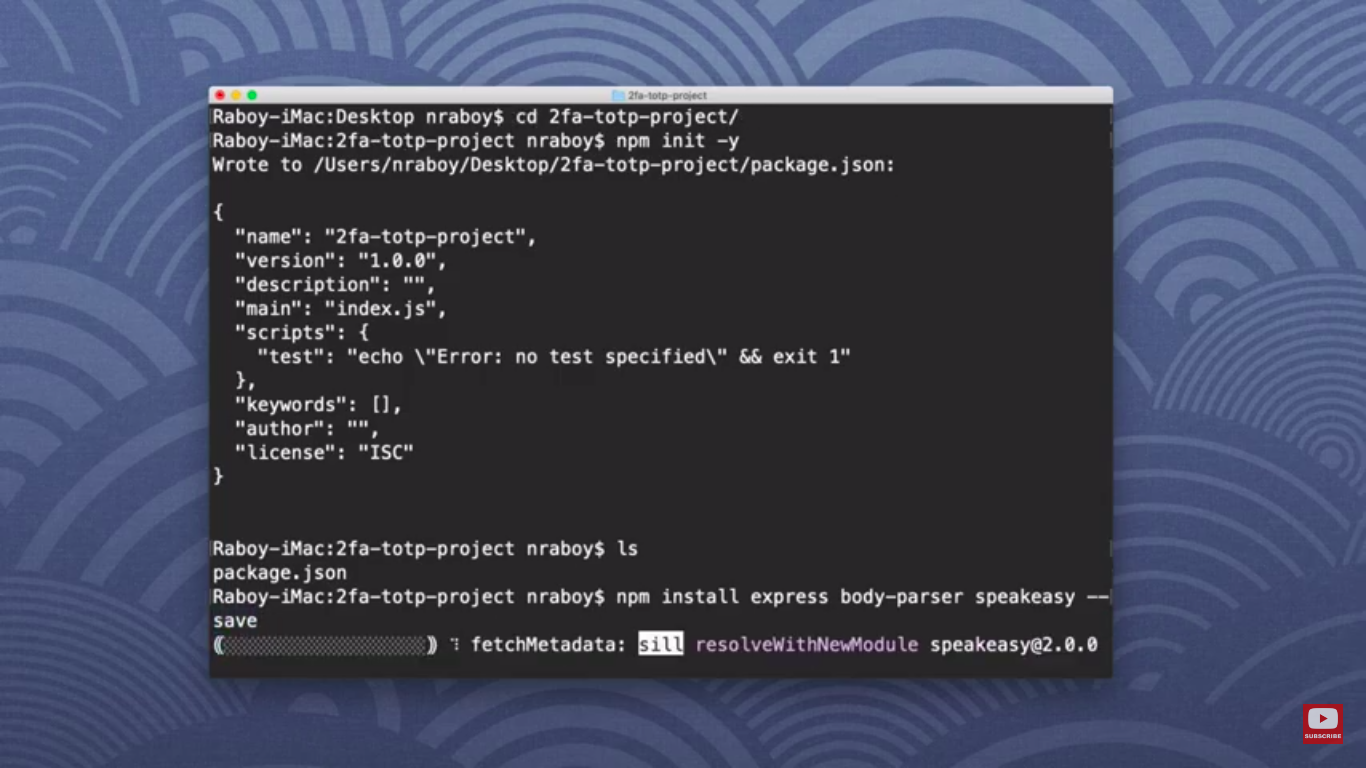 2fa-totp-project
Raboy-iMac:Desktop nraboy$ cd 2fa-totp-project/
Raboy-iMac:2fa-totp-project nraboy$ npm init -y
Wrote to /Users/nraboy/Desktop/2fa-totp-project/package.json:
{
  "name": "2fa-totp-project",
  "version": "1.0.0",
  "description": "",
  "main": "index.js",
  "scripts": {
    "test": "echo \"Error: no test specified\" && exit 1"
  },
  "keywords": [],
  "author": "",
  "license": "ISC"
}
Raboy-iMac:2fa-totp-project nraboy$ ls
package.json
Raboy-iMac:2fa-totp-project nraboy$ npm install express body-parser speakeasy --
save
fetchMetadata: sill resolveWithNewModule speakeasy@2.0.0
SUBSCRIBE